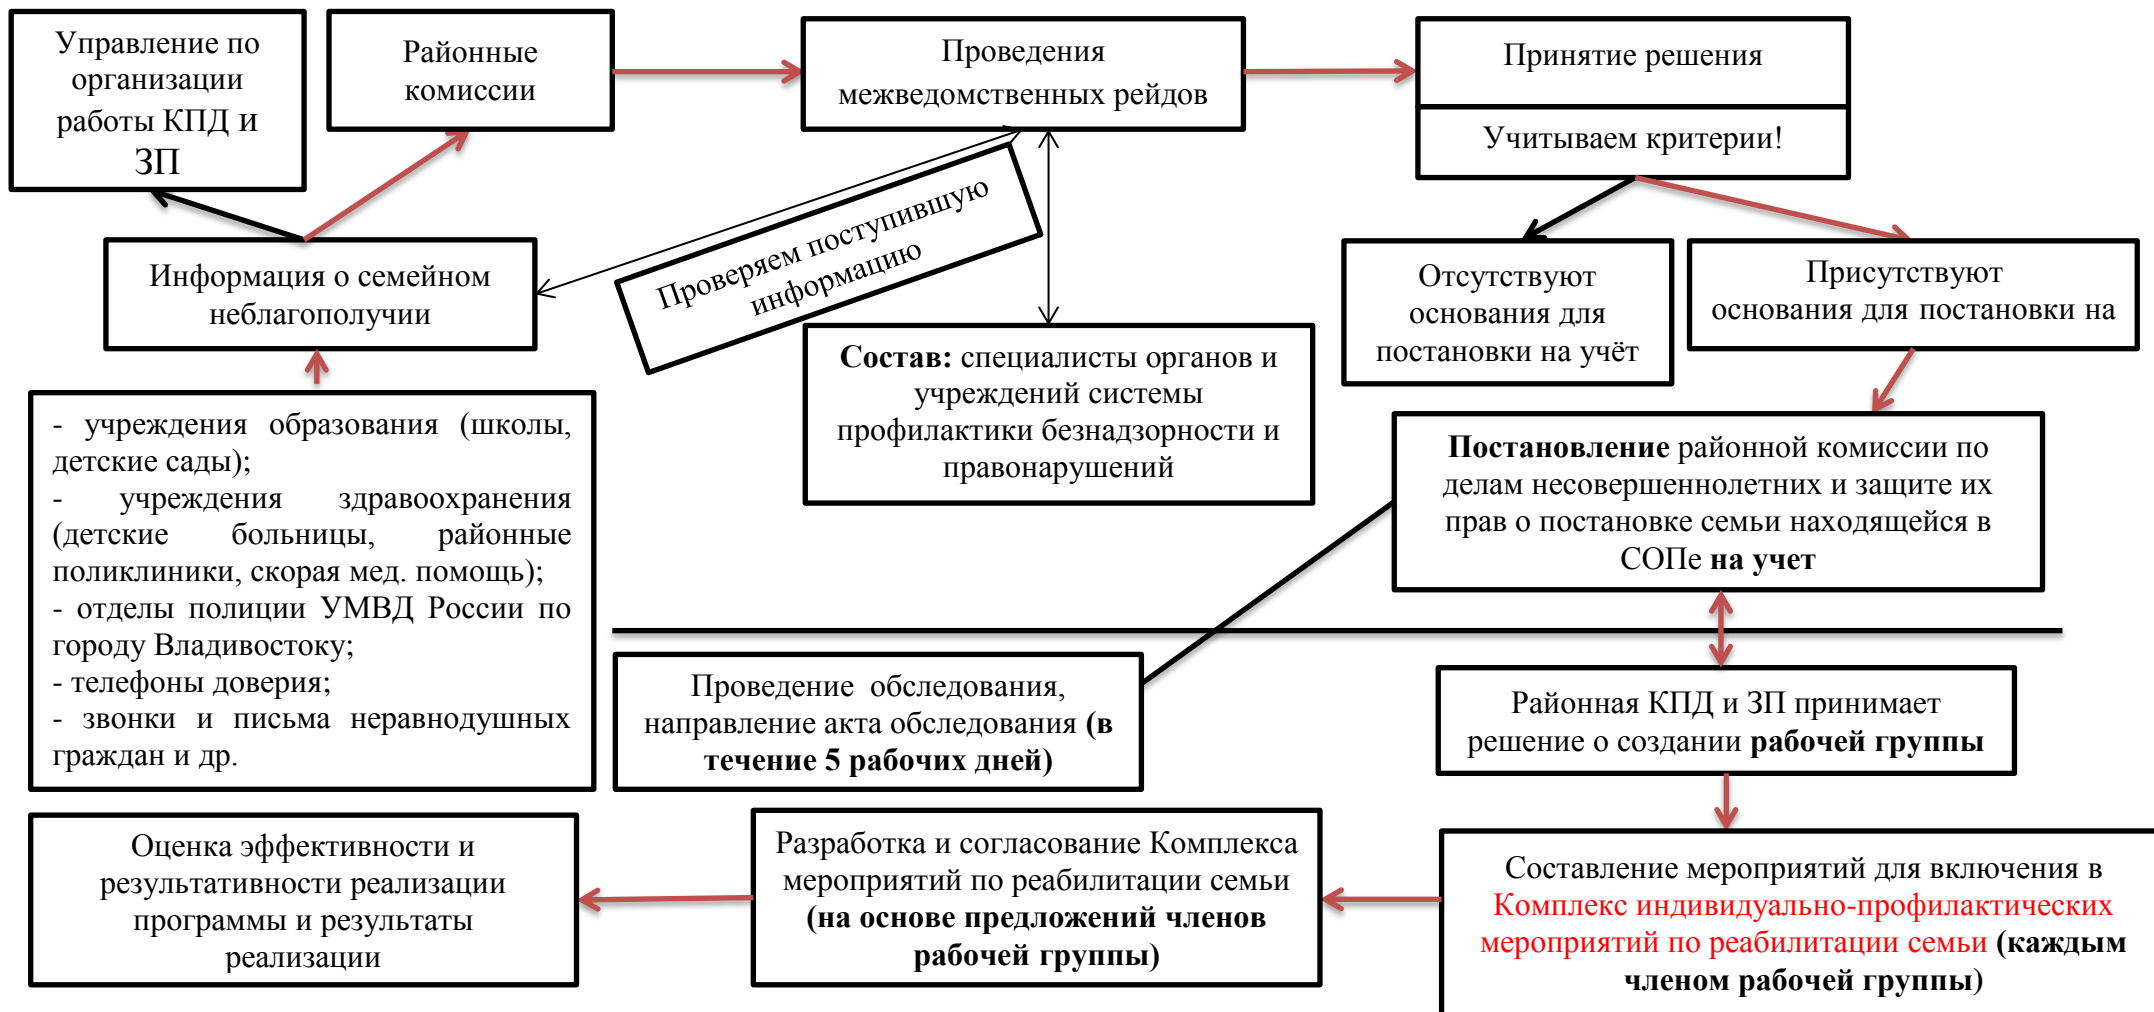 Управление по
организации
работы КПД и
ЗП
Районные
комиссии
Проведения
межведомственных рейдов
Принятие решения
Учитываем критерии!
Проверяем поступившую
информацию
Информация о семейном
неблагополучии
Отсутствуют
основания для
постановки на учёт
Присутствуют
основания для постановки на
Состав: специалисты органов и
учреждений системы
профилактики безнадзорности и
правонарушений
- учреждения образования (школы,
детские сады);
- учреждения здравоохранения
(детские больницы, районные
поликлиники, скорая мед. помощь);
- отделы полиции УМВД России по
городу Владивостоку;
- телефоны доверия;
- звонки и письма неравнодушных
граждан и др.
Постановление районной комиссии по
делам несовершеннолетних и защите их
прав о постановке семьи находящейся в
СОПе на учет
Проведение обследования,
направление акта обследования (в
течение 5 рабочих дней)
Районная КПД и ЗП принимает
решение о создании рабочей группы
Оценка эффективности и
результативности реализации
программы и результаты
реализации
Разработка и согласование Комплекса
мероприятий по реабилитации семьи
(на основе предложений членов
рабочей группы)
Составление мероприятий для включения в
Комплекс индивидуально-профилактических
мероприятий по реабилитации семьи (каждым
членом рабочей группы)